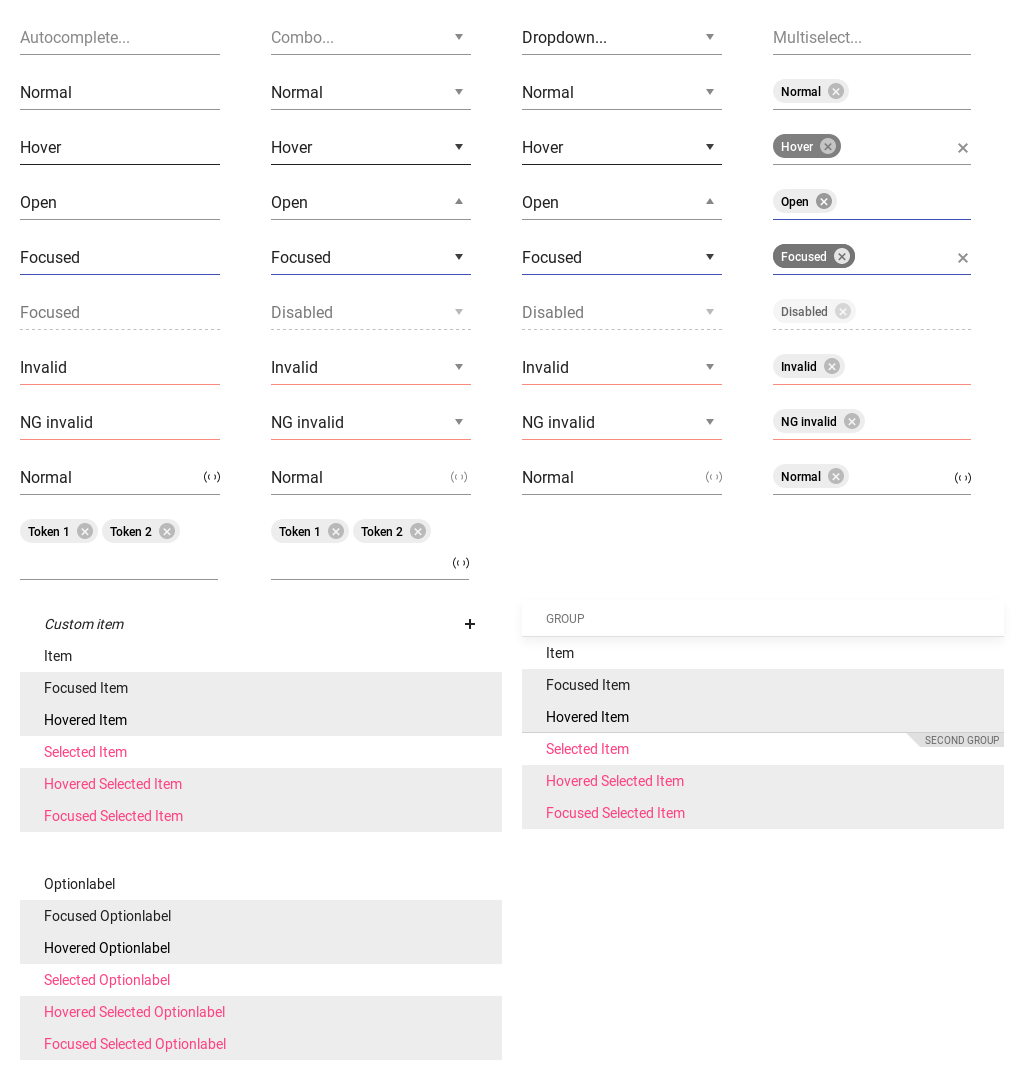 Autocomplete... Combo... Dropdown... Multiselect...
Normal Normal Normal Normal
Hover Hover Hover Hover
Open Open Open Open
Focused Focused Focused Focused
Focused Disabled Disabled Disabled
Invalid Invalid Invalid Invalid
NG invalid NG invalid NG invalid NG invalid
Normal Normal Normal Normal
Token 1 Token 2 Token 1 Token 2
Custom item
Item
Focused Item
Hovered Item
Selected Item
Hovered Selected Item
Focused Selected Item
GROUP
Item
Focused Item
Hovered Item
SECOND GROUP
Selected Item
Hovered Selected Item
Focused Selected Item
Optionlabel
Focused Optionlabel
Hovered Optionlabel
Selected Optionlabel
Hovered Selected Optionlabel
Focused Selected Optionlabel